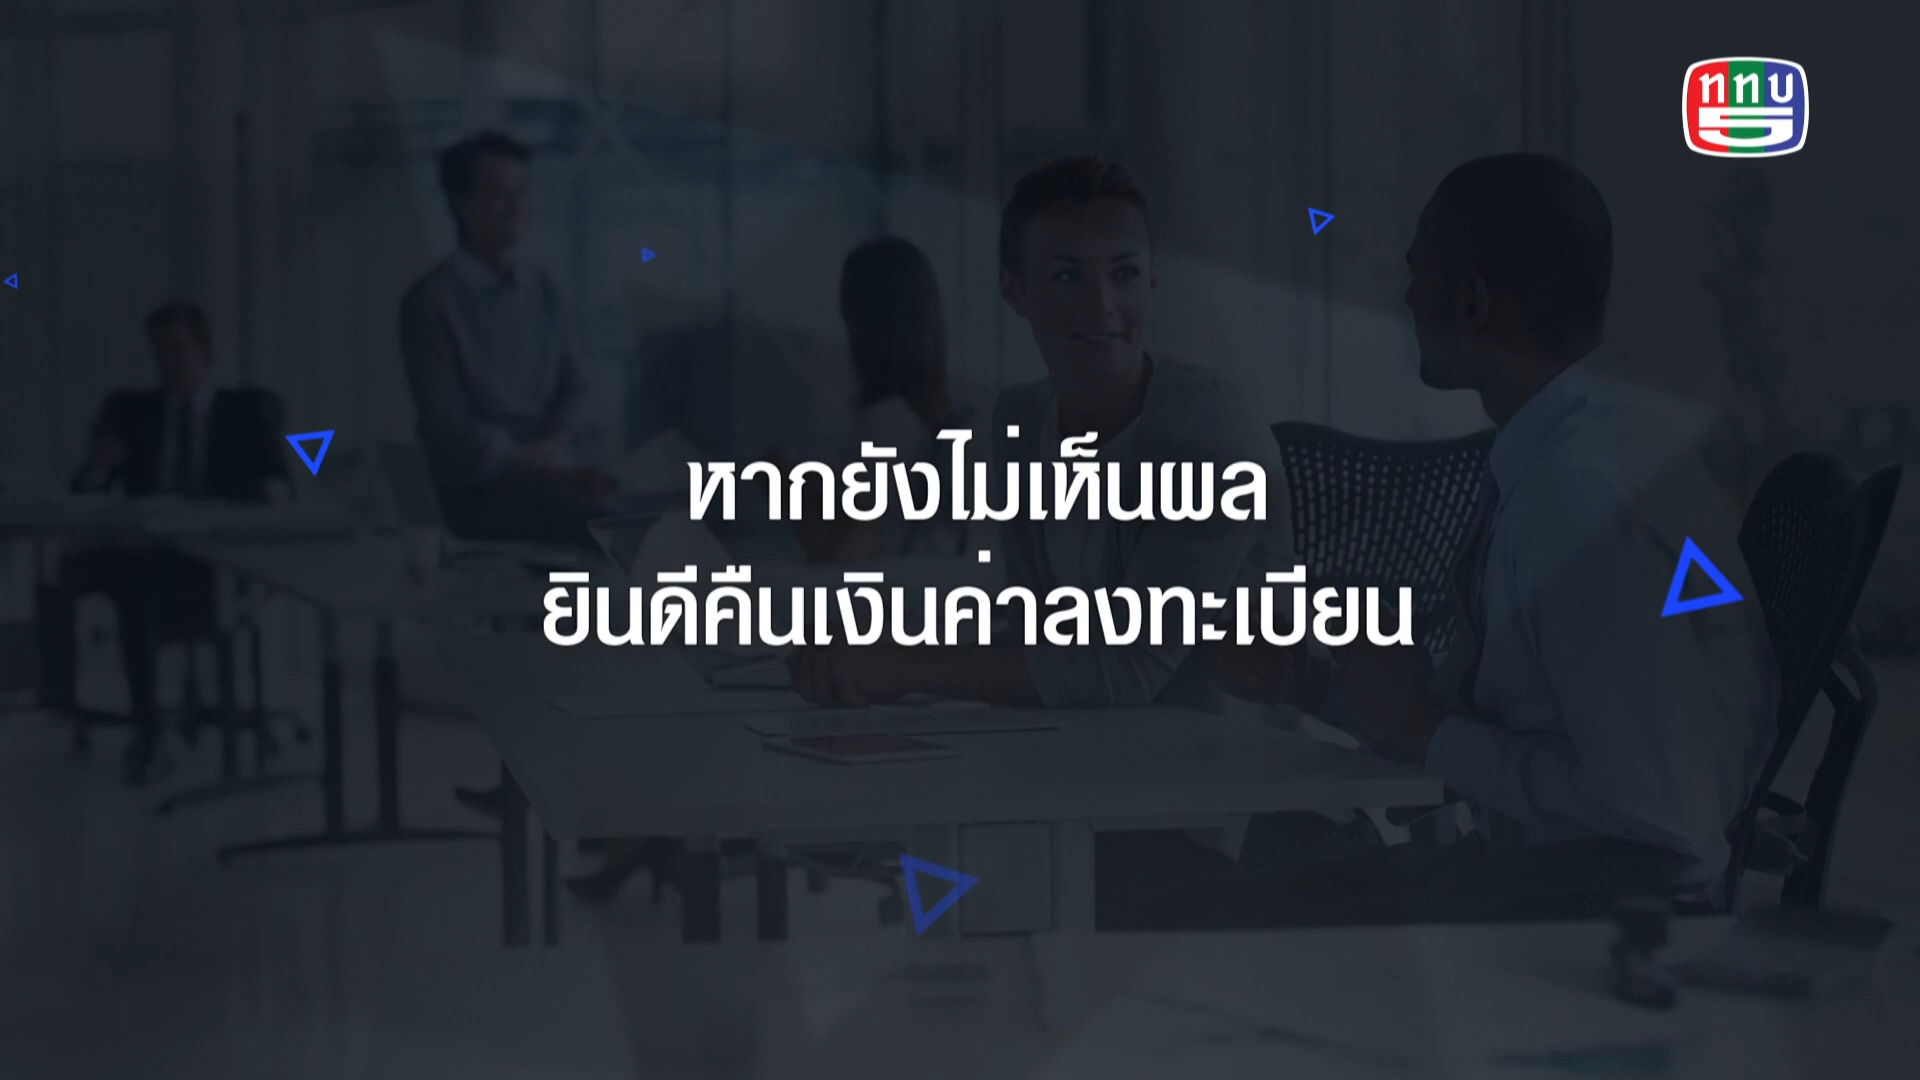 ททบ
5
หากยังไม่เห็นผล
ยินดีคืนเงินค่าลงทะเบียน